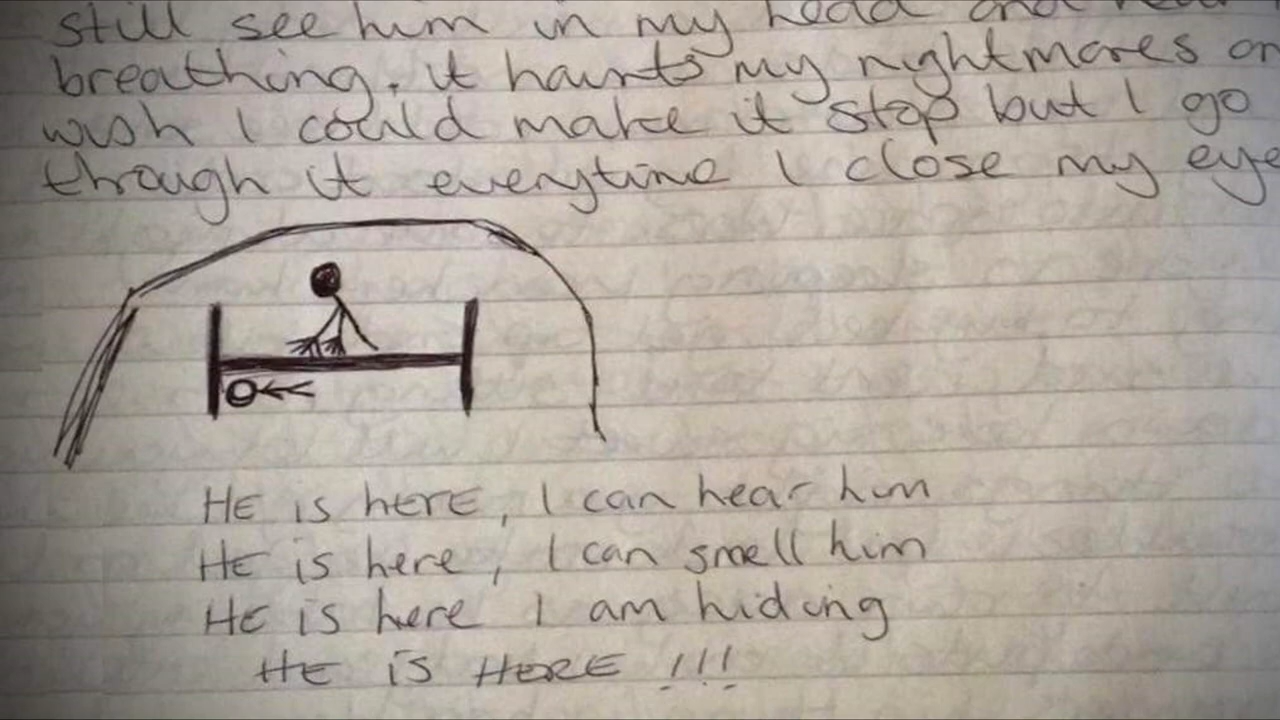 still see him in my head and
breathing. it haunts my nightmares
wish I could make it stop but I go
through it everytime I close my eye
HE is HERE, I can hear him
HE is here, I can smell him
HE is here I am hiding
HE iS HERE !!!